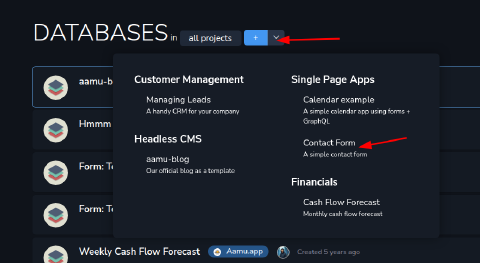 DATABASES in all projects +
Customer Management
Managing Leads
A handy CRM for your company
Headless CMS
aamu-blog
Our official blog as a template
Single Page Apps
Calendar example
A simple calendar app using forms +
GraphQL
Contact Form
A simple contact form
Financials
Cash Flow Forecast
Monthly cash flow forecast
aamu-b
Hmmm
Form: Te
Form: T
Weekly Cash Flow Forecast Aamu.app Created 5 years ago